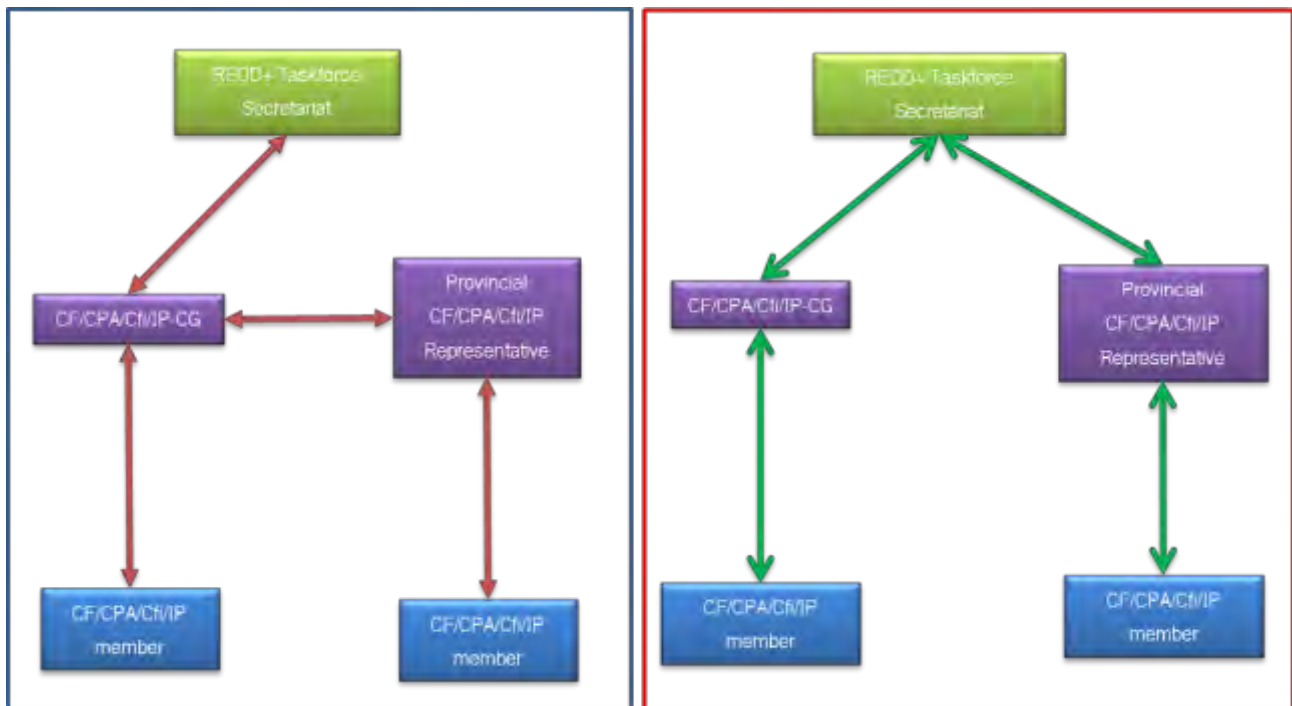 REDD+ Taskforce
Secretariat
CF/CPA/Cfi/IP-CG
Provincial
CF/CPA/Cfi/IP
Representative
CF/CPA/Cfi/IP
member
CF/CPA/Cfi/IP
member
REDD+ Taskforce
Secretariat
CF/CPA/Cfi/IP-CG
Provincial
CF/CPA/Cfi/IP
Representative
CF/CPA/Cfi/IP
member
CF/CPA/Cfi/IP
member